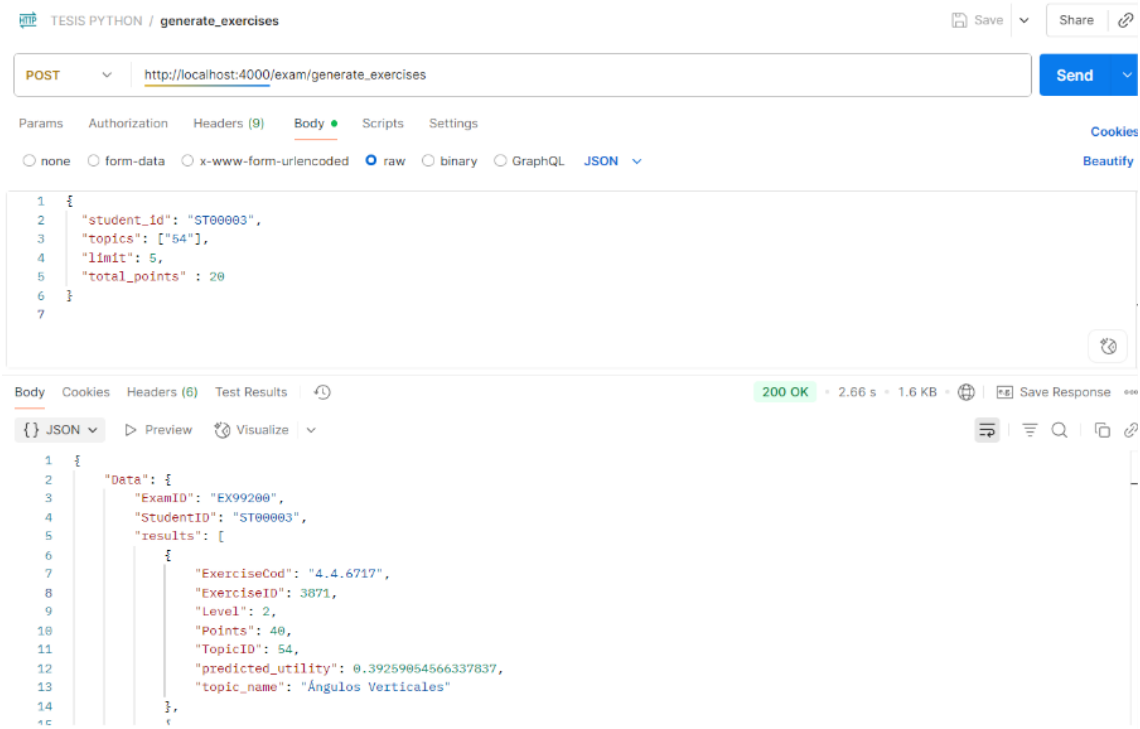 HTTP TESIS PYTHON / generate_exercises Save Share
POST http://localhost:4000/exam/generate_exercises Send
Params Authorization Headers (9) Body Scripts Settings Cookies
none form-data x-www-form-urlencoded raw binary GraphQL JSON Beautify
1 {
2 "student_id": "ST00003",
3 "topics": ["54"],
4 "limit": 5,
5 "total_points" : 20
6 }
7
Body Cookies Headers (6) Test Results 200 OK 2.66 s 1.6 KB Save Response
{} JSON Preview Visualize
1 {
2 "Data": {
3 "ExamID": "EX99200",
4 "StudentID": "ST00003",
5 "results": [
6 {
7 "ExerciseCod": "4.4.6717",
8 "ExerciseID": 3871,
9 "Level": 2,
10 "Points": 40,
11 "TopicID": 54,
12 "predicted_utility": 0.39259054566337837,
13 "topic_name": "Ángulos Verticales"
14 },
15 {